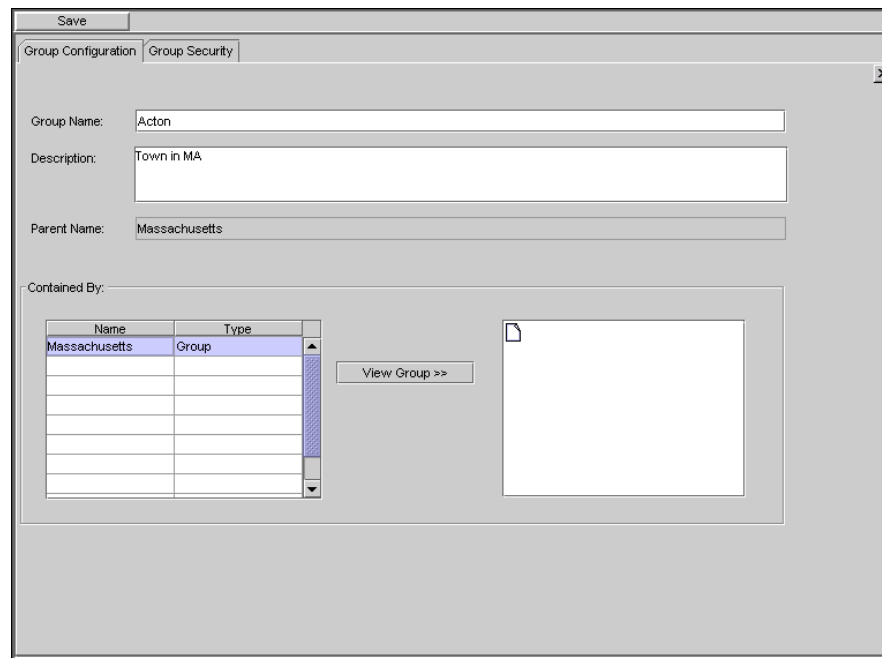 Save
Group Configuration Group Security
Group Name: Acton
Description: Town in MA
Parent Name: Massachusetts
Contained By:
Name Type
Massachusetts Group
View Group >>